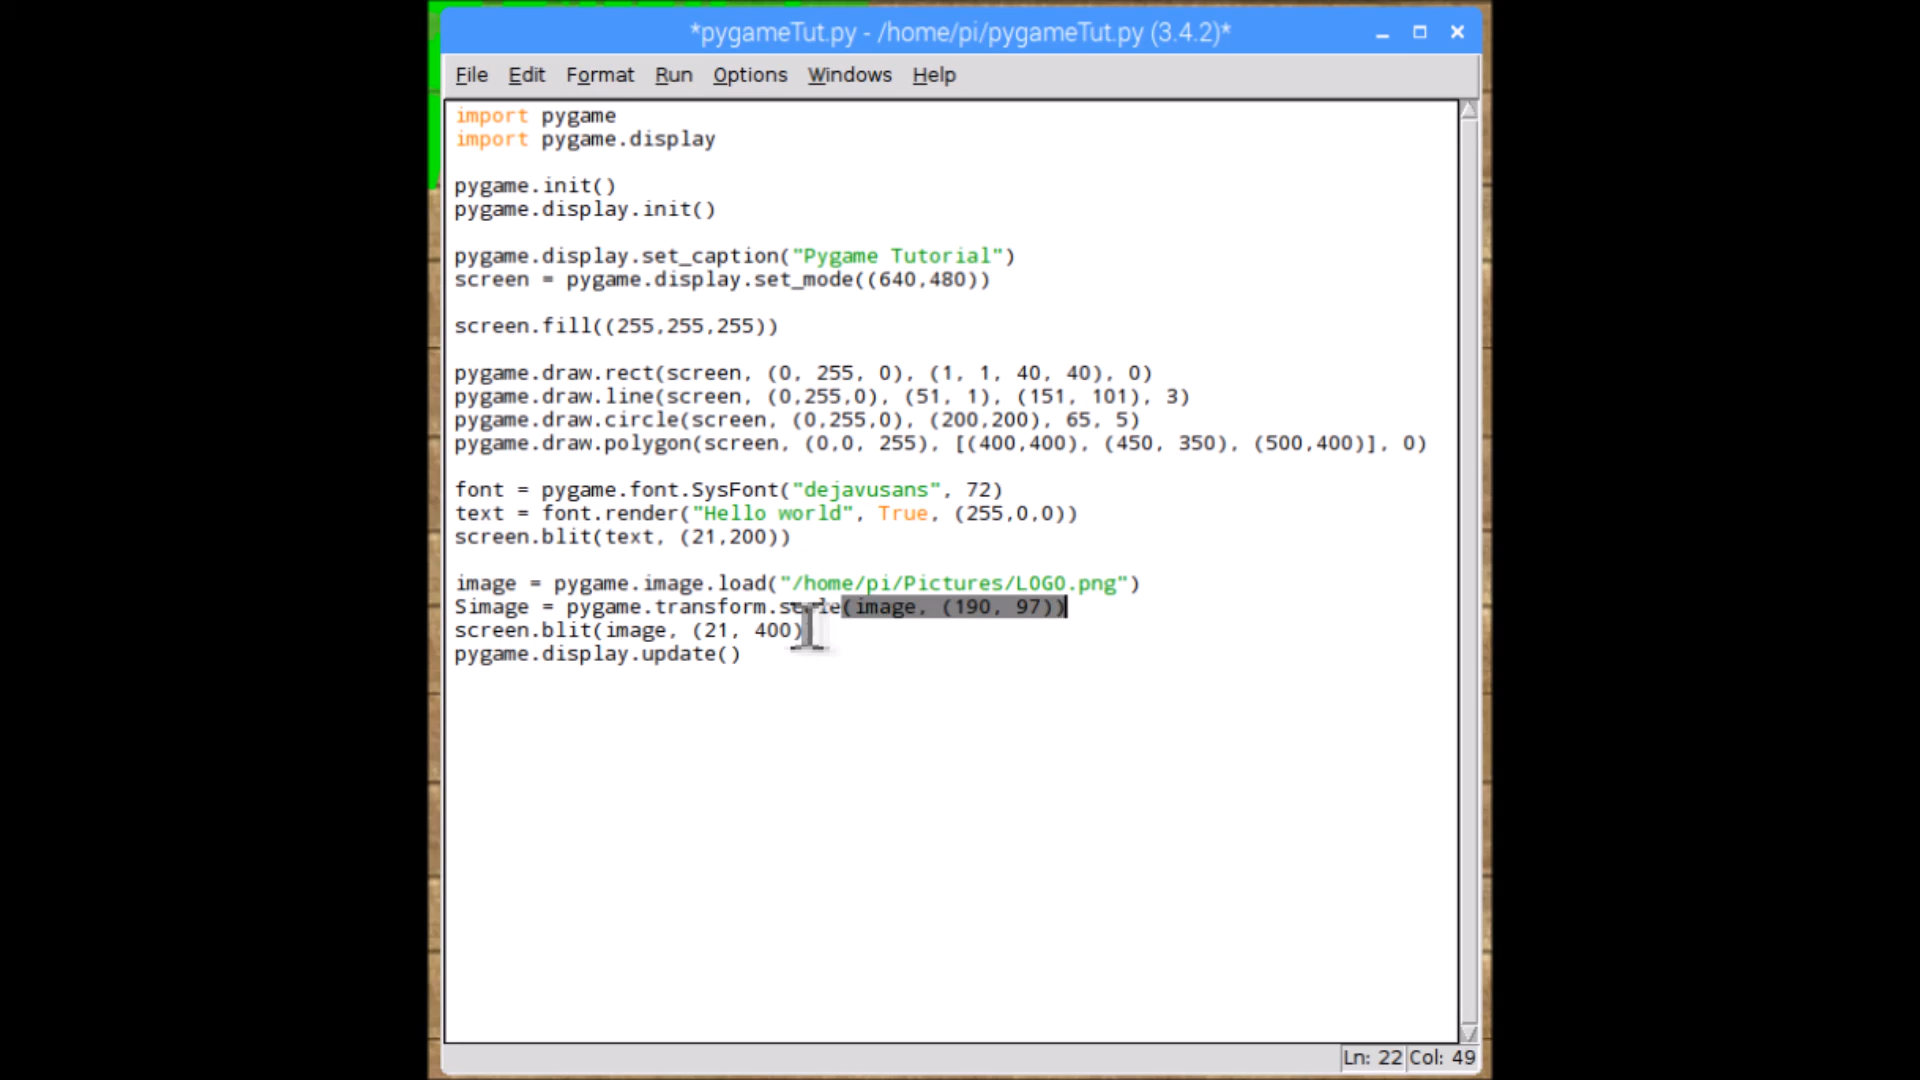 *pygameTut.py - /home/pi/pygameTut.py (3.4.2)*
File Edit Format Run Options Windows Help
import pygame
import pygame.display
pygame.init()
pygame.display.init()
pygame.display.set_caption("Pygame Tutorial")
screen = pygame.display.set_mode((640,480))
screen.fill((255,255,255))
pygame.draw.rect(screen, (0, 255, 0), (1, 1, 40, 40), 0)
pygame.draw.line(screen, (0,255,0), (51, 1), (151, 101), 3)
pygame.draw.circle(screen, (0,255,0), (200,200), 65, 5)
pygame.draw.polygon(screen, (0,0, 255), [(400,400), (450, 350), (500,400)], 0)
font = pygame.font.SysFont("dejavusans", 72)
text = font.render("Hello world", True, (255,0,0))
screen.blit(text, (21,200))
image = pygame.image.load("/home/pi/Pictures/LOGO.png")
Simage = pygame.transform.scale(image, (190, 97))
screen.blit(image, (21, 400)
pygame.display.update()
Ln: 22 Col: 49